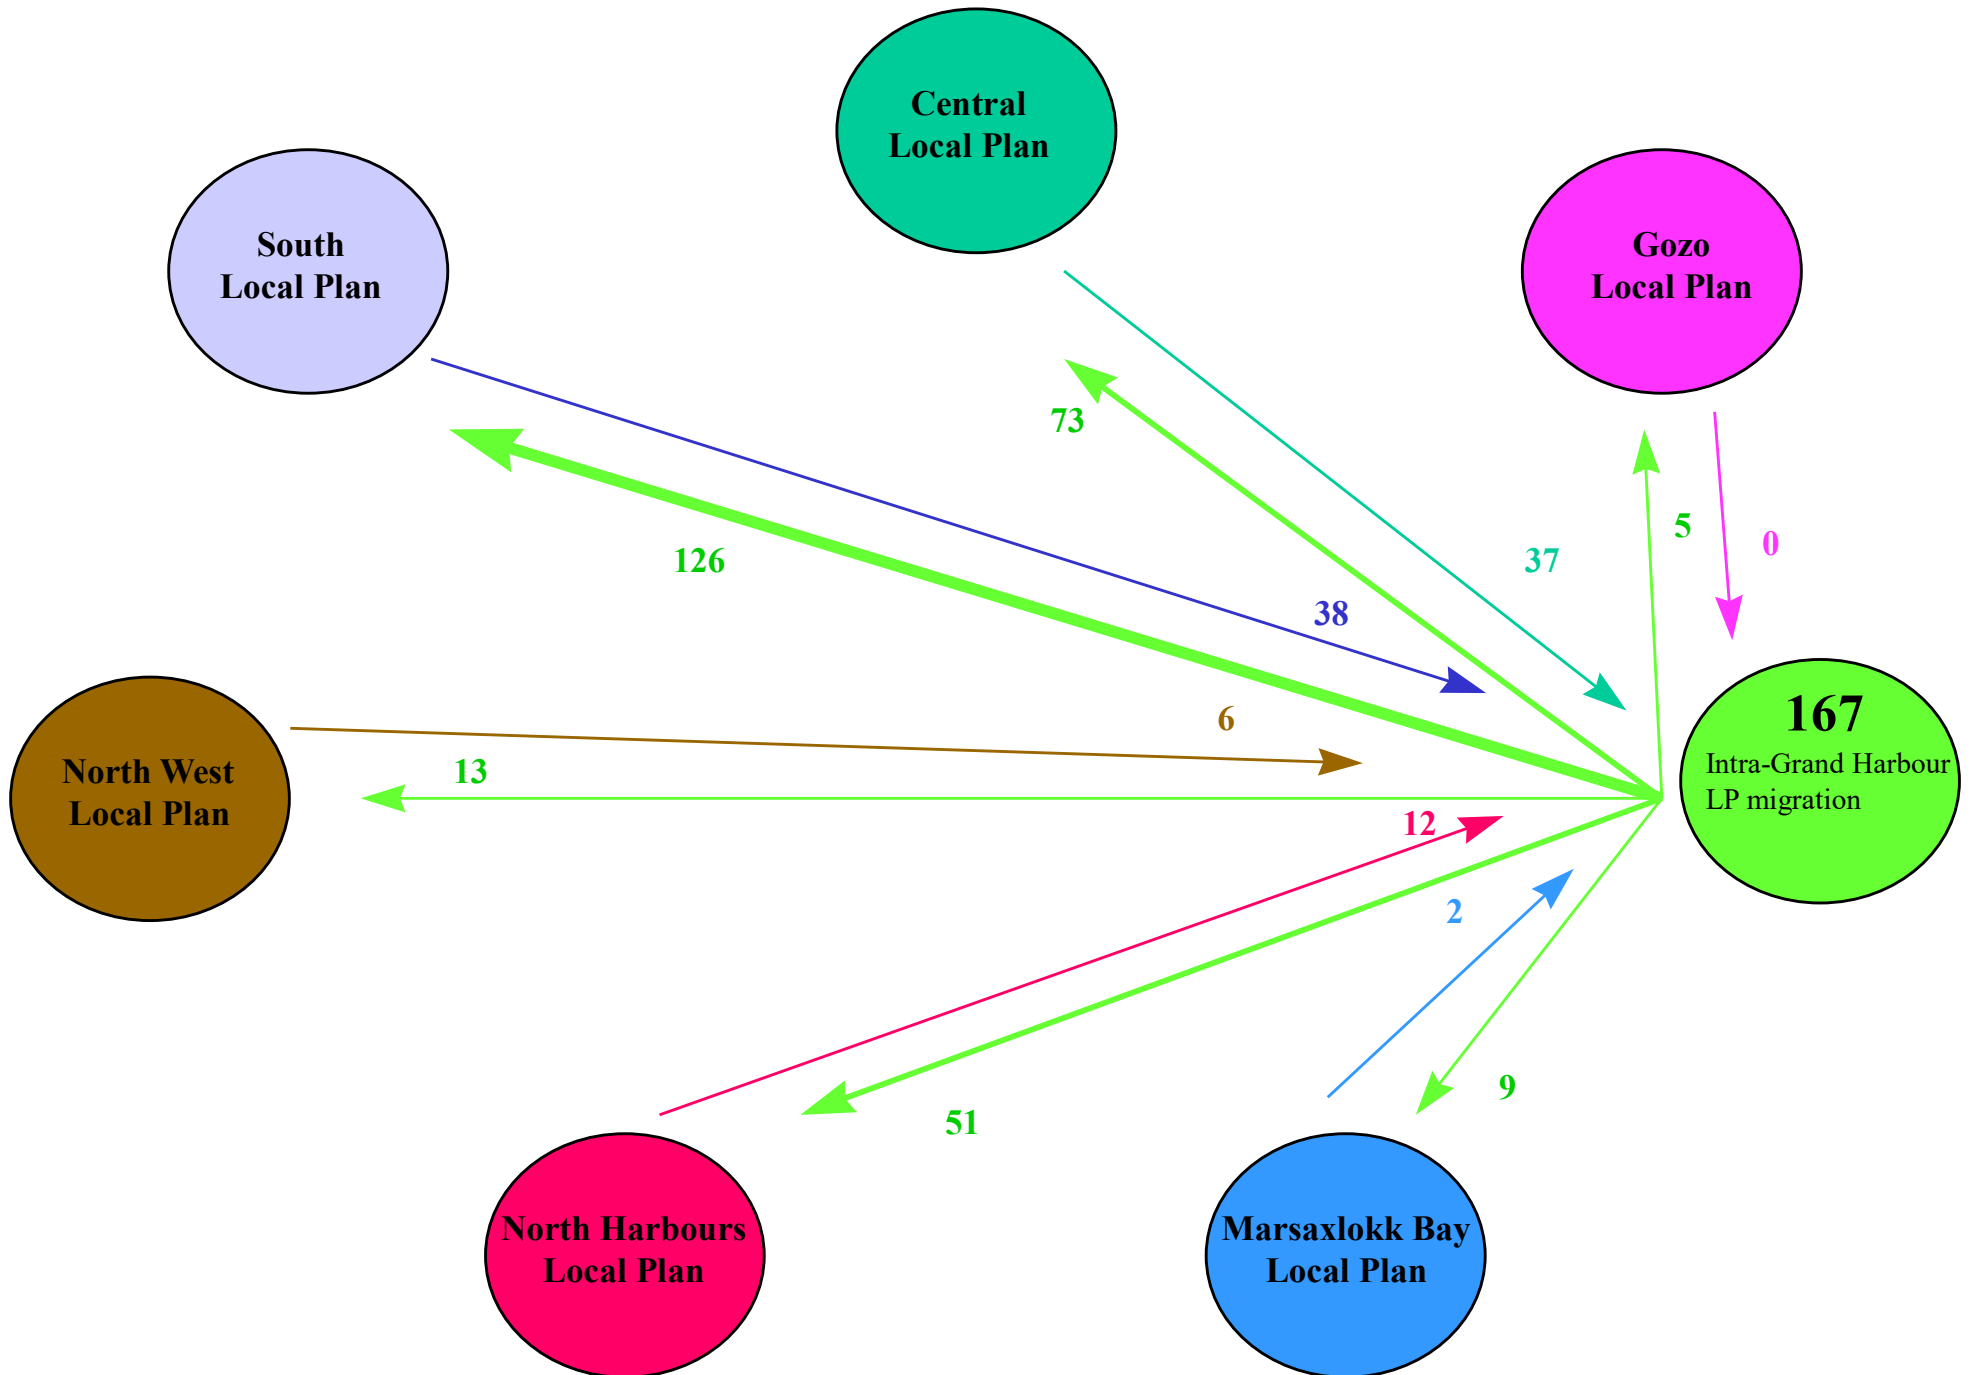 Central
Local Plan
South
Local Plan
Gozo
Local Plan
73
5
0
126
37
38
167
Intra-Grand Harbour
LP migration
6
13
North West
Local Plan
12
2
9
51
North Harbours
Local Plan
Marsaxlokk Bay
Local Plan